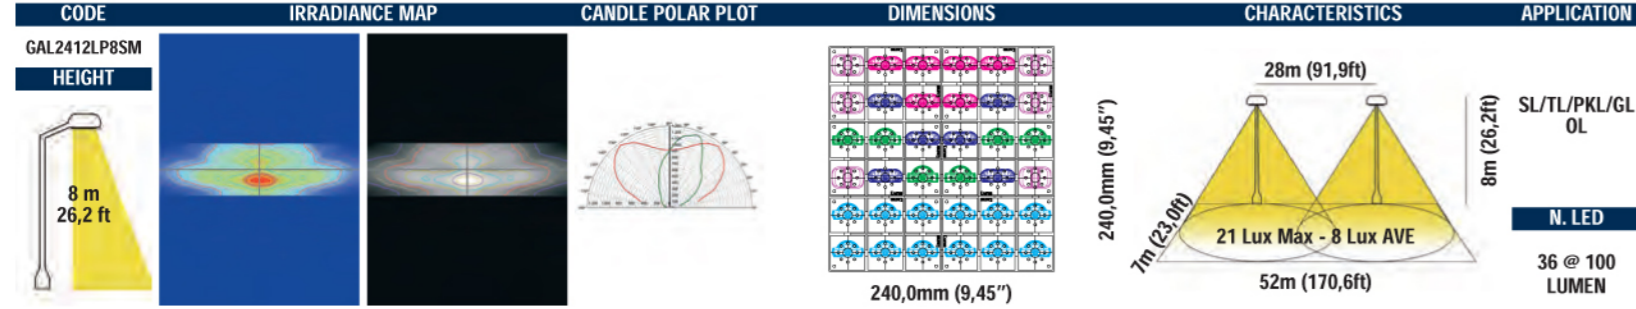 CODE
IRRADIANCE MAP
CANDLE POLAR PLOT
DIMENSIONS
CHARACTERISTICS
APPLICATION
GAL2412LP8SM
HEIGHT
8 m
26,2 ft
240,0mm (9,45”)
240,0mm (9,45”)
28m (91,9ft)
8m (26,2ft)
7m (23,0ft)
21 Lux Max - 8 Lux AVE
52m (170,6ft)
SL/TL/PKL/GL
OL
N. LED
36 @ 100
LUMEN